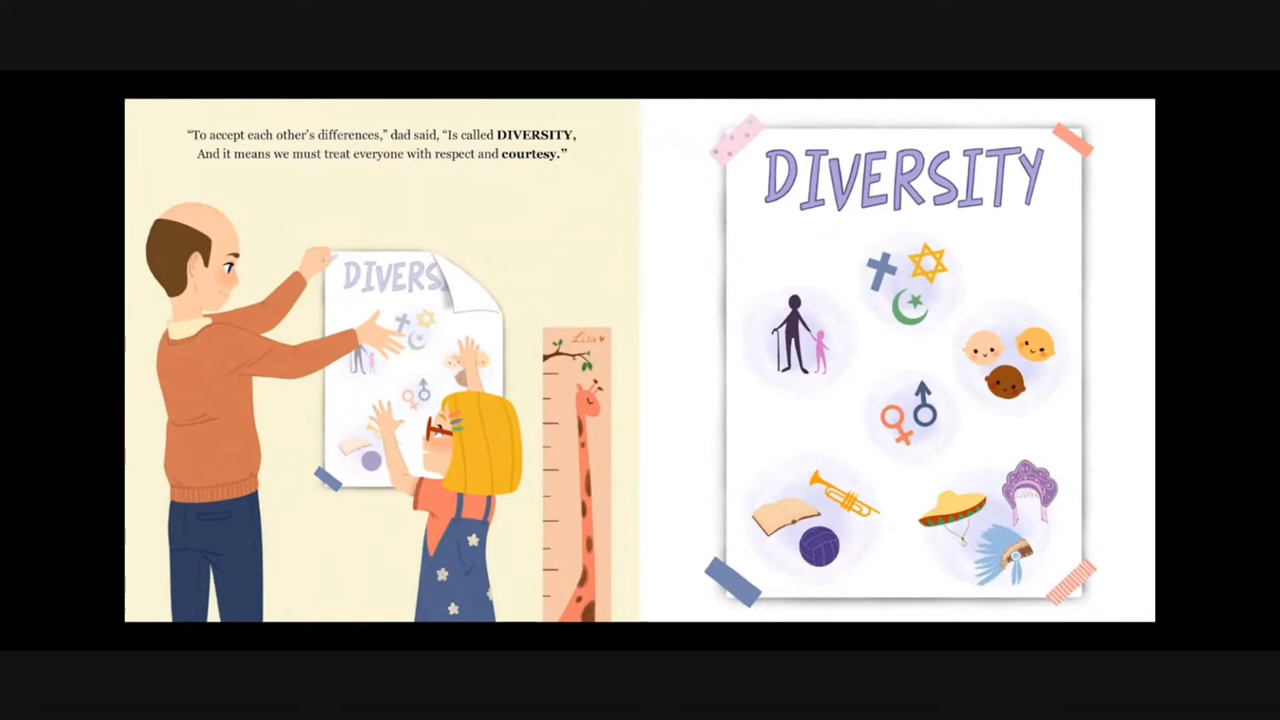 “To accept each other’s differences,” dad said, “Is called DIVERSITY,
And it means we must treat everyone with respect and courtesy.”
DIVERS
Lisa
DIVERSITY